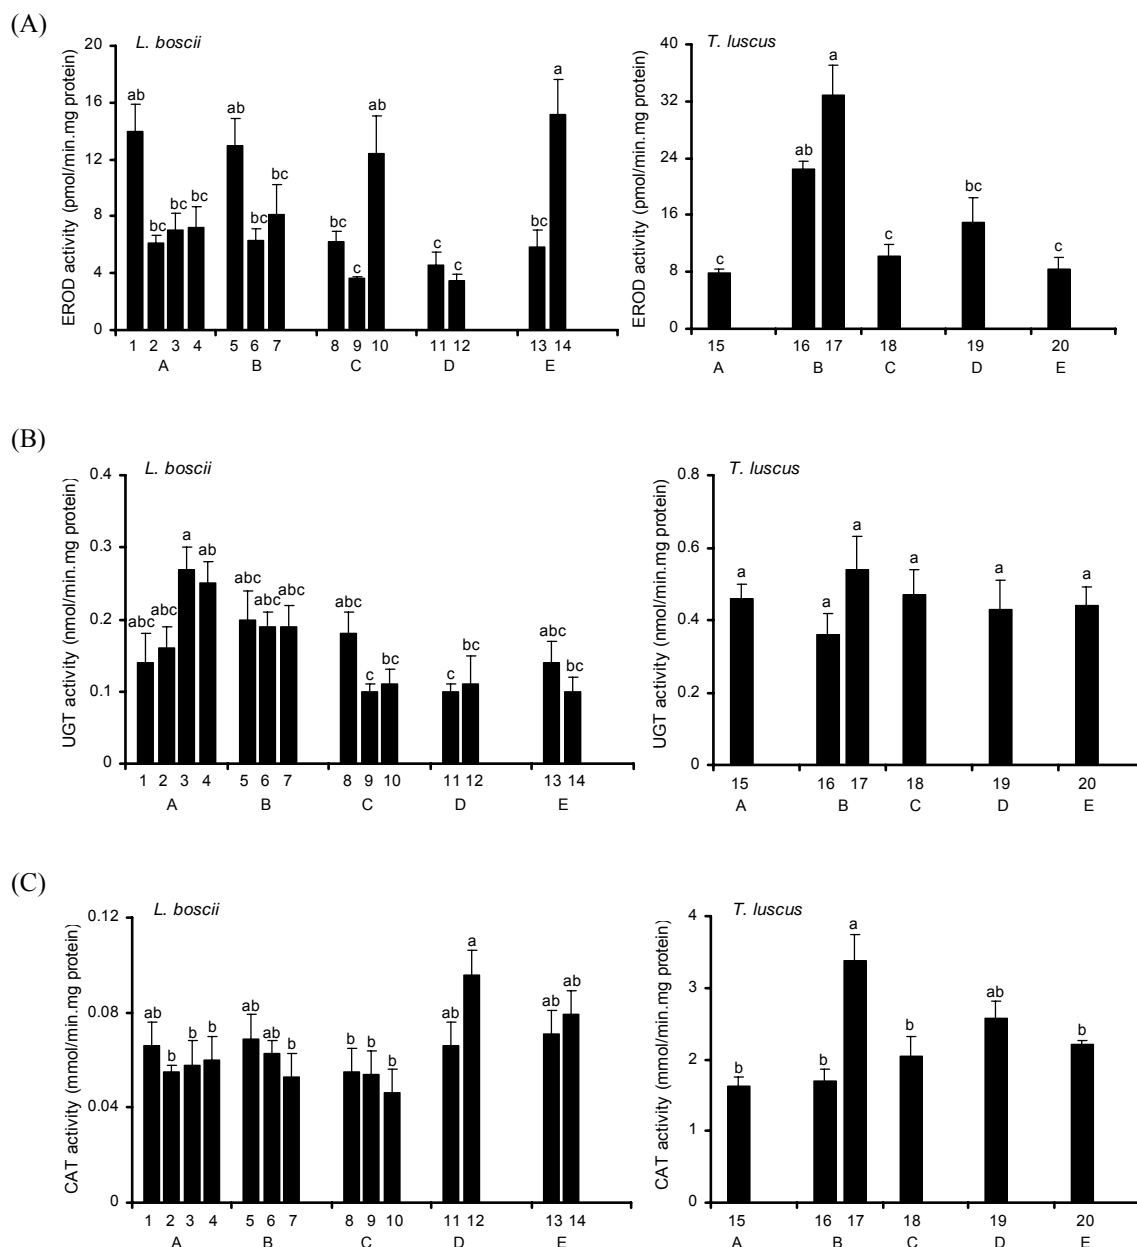 (A)
L. boscii
EROD activity (pmol/min.mg protein)
20
16
12
8
4
0
ab
bc
bc
bc
ab
bc
bc
bc
c
ab
c
c
bc
a
1 2 3 4 5 6 7 8 9 10 11 12 13 14
A B C D E
T. luscus
EROD activity (pmol/min.mg protein)
40
32
24
16
8
0
c
ab
a
c
bc
c
15 16 17 18 19 20
A B C D E
(B)
L. boscii
UGT activity (nmol/min.mg protein)
0.4
0.3
0.2
0.1
0
abc
abc
a
ab
abc
abc
abc
abc
c
bc
c
bc
abc
bc
1 2 3 4 5 6 7 8 9 10 11 12 13 14
A B C D E
T. luscus
UGT activity (nmol/min.mg protein)
0.8
0.6
0.4
0.2
0
a
a
a
a
a
a
15 16 17 18 19 20
A B C D E
(C)
L. boscii
CAT activity (mmol/min.mg protein)
0.12
0.08
0.04
0
ab
b
b
b
ab
ab
b
b
b
b
ab
a
ab
ab
1 2 3 4 5 6 7 8 9 10 11 12 13 14
A B C D E
T. luscus
CAT activity (mmol/min.mg protein)
4
3
2
1
0
b
b
a
b
ab
b
15 16 17 18 19 20
A B C D E